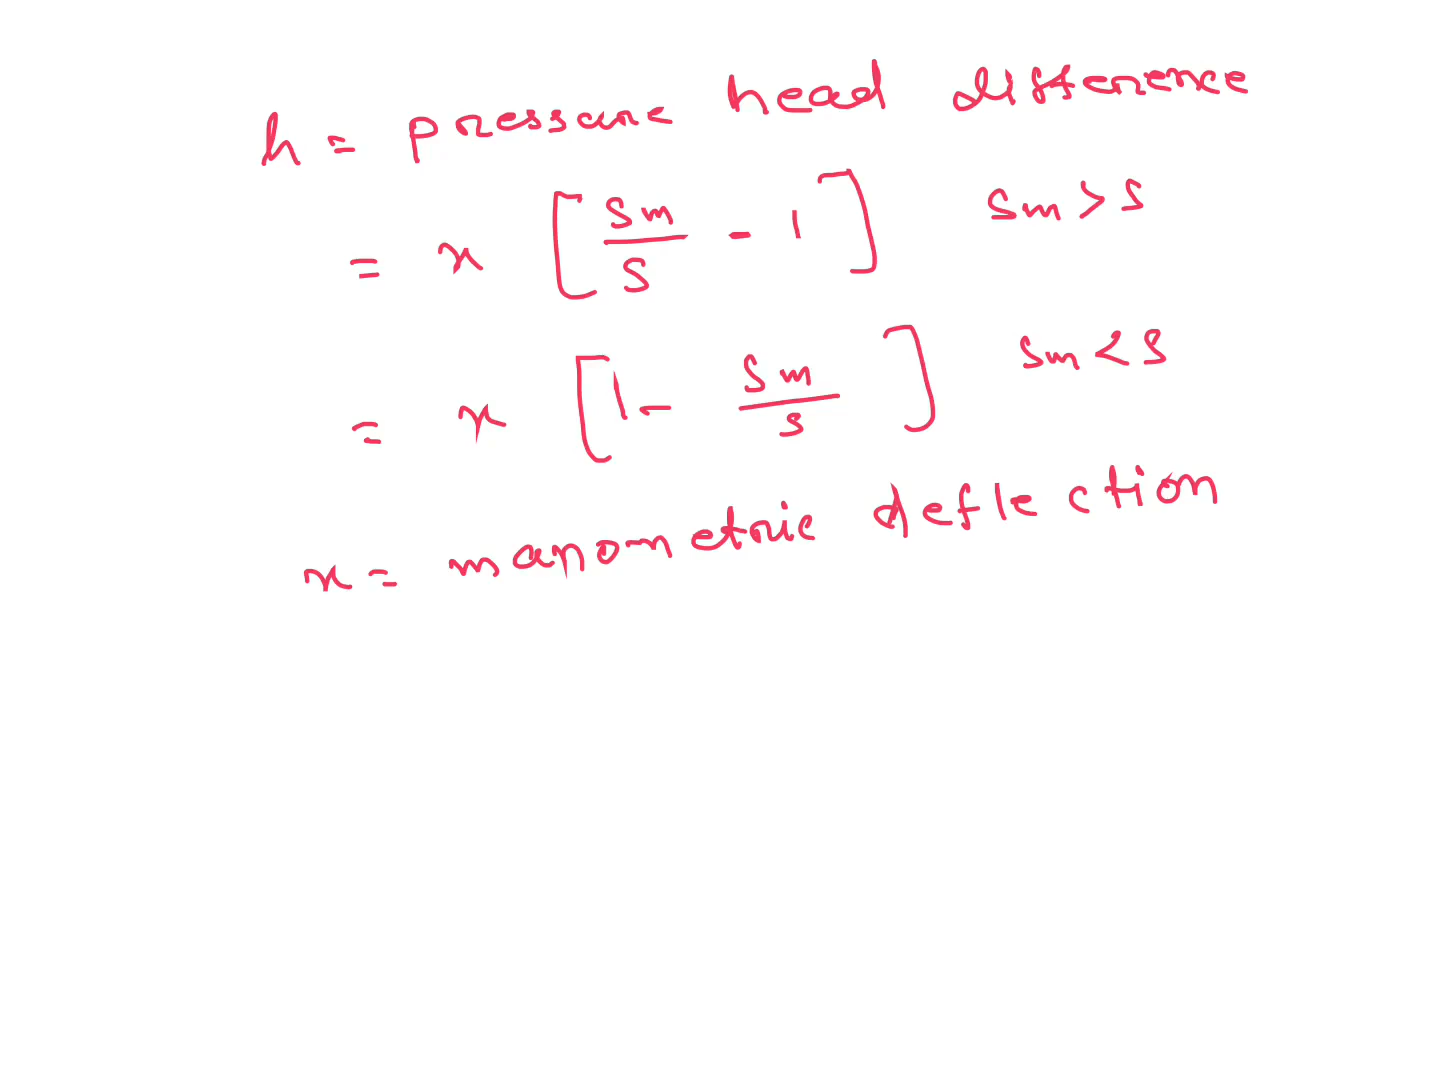 h = pressure head difference
= x [ Sm / S - 1 ] Sm > S
= x [ 1 - Sm / S ] Sm < S
x = manometric deflection